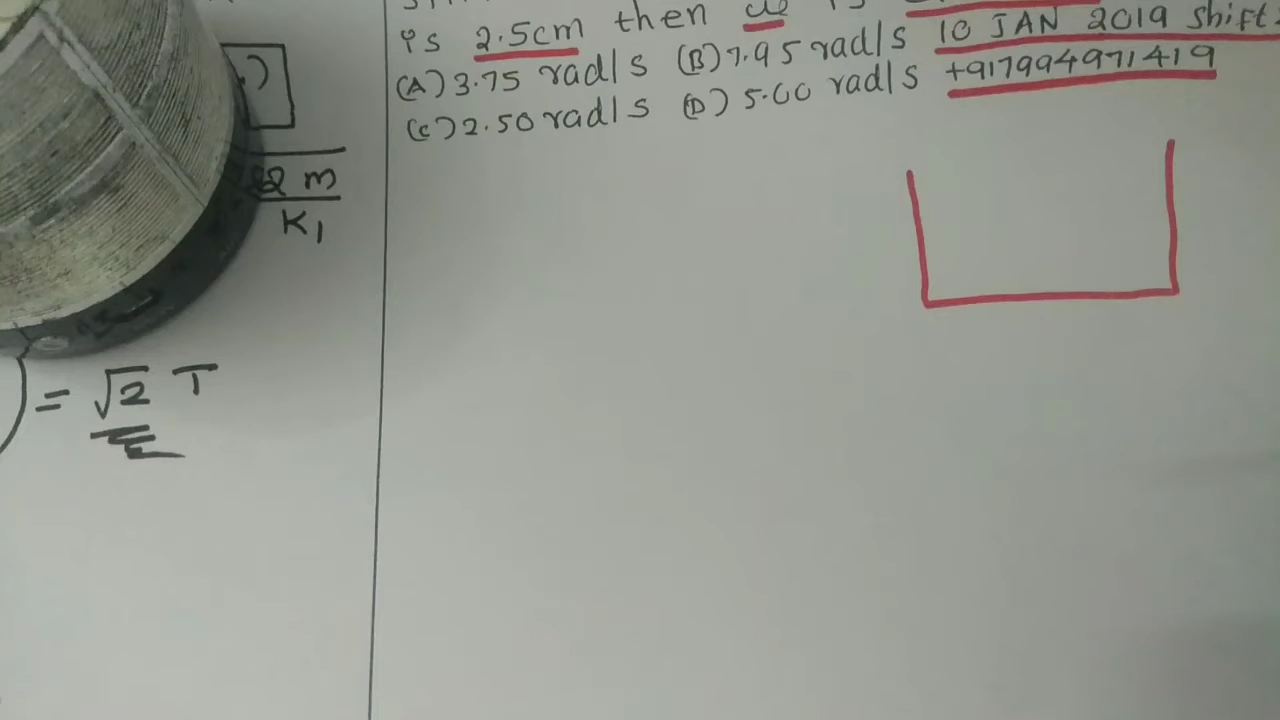 ps 2.5cm then ω is
10 JAN 2019 shift-
(A) 3.75 rad|s (B) 7.95 rad|s
+917994971419
(C) 2.50 rad|s (D) 5.00 rad|s
2 m
K1
) = √2 T